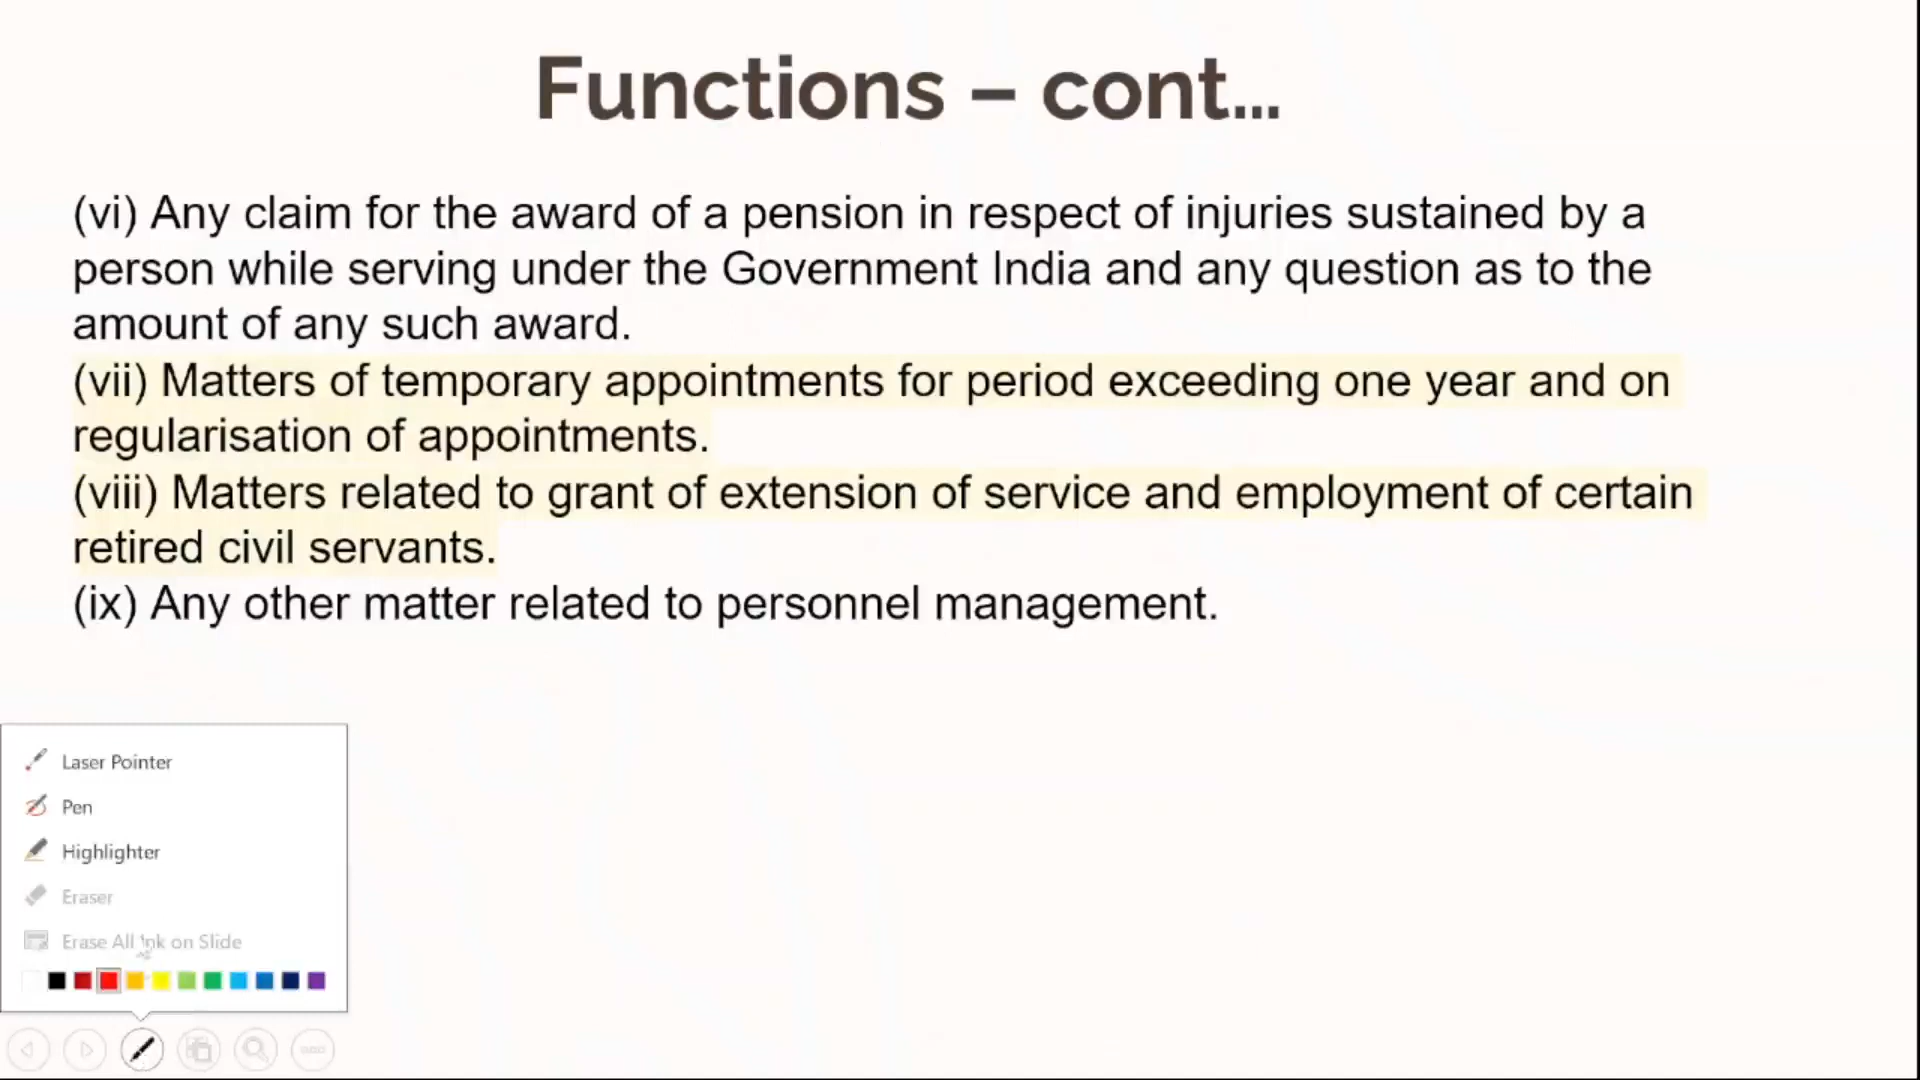 Functions – cont...
(vi) Any claim for the award of a pension in respect of injuries sustained by a
person while serving under the Government India and any question as to the
amount of any such award.
(vii) Matters of temporary appointments for period exceeding one year and on
regularisation of appointments.
(viii) Matters related to grant of extension of service and employment of certain
retired civil servants.
(ix) Any other matter related to personnel management.
Laser Pointer
Pen
Highlighter
Eraser
Erase All Ink on Slide